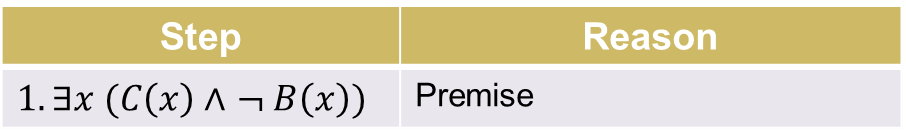 Step Reason
1. ∃x (C(x) ∧ ¬ B(x)) Premise